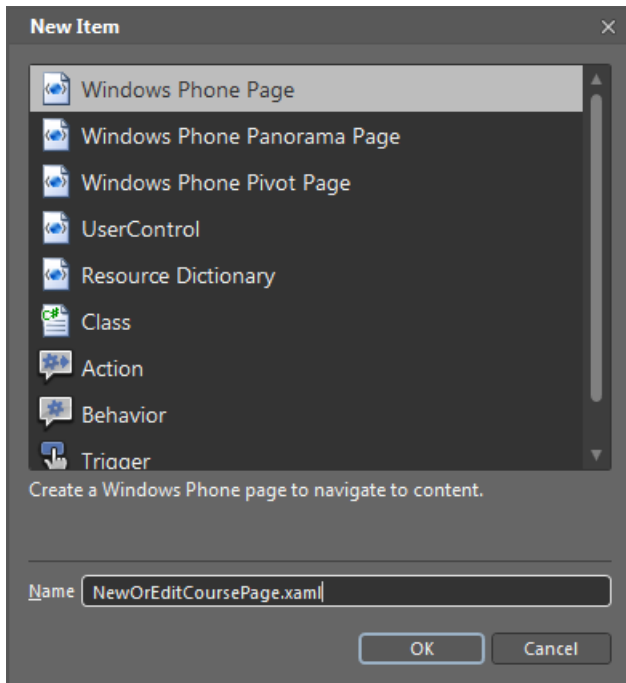 New Item
Windows Phone Page
Windows Phone Panorama Page
Windows Phone Pivot Page
UserControl
Resource Dictionary
C#
Class
Action
Behavior
Trigger
Create a Windows Phone page to navigate to content.
Name NewOrEditCoursePage.xaml
OK Cancel